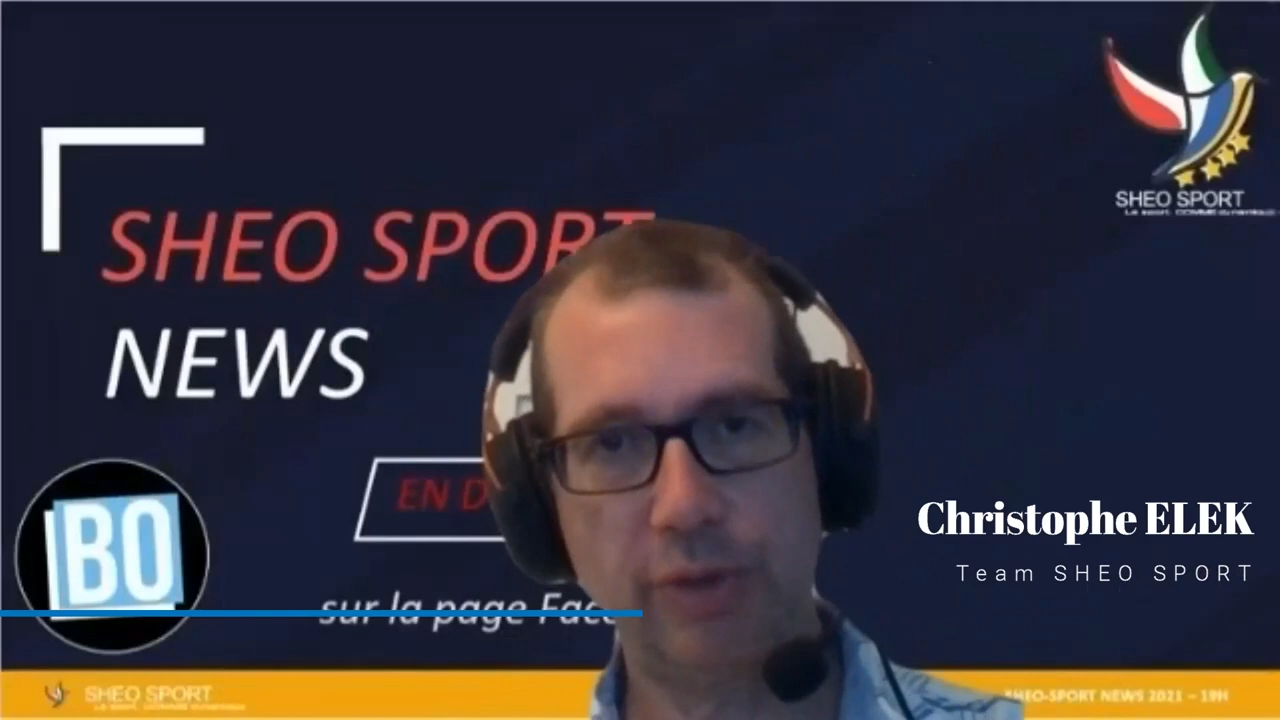 SHEO SPORT
SHEO SPORT
NEWS
EN D
BO
Christophe ELEK
Team SHEO SPORT
sur la page Face
SHEO SPORT
SHEO-SPORT NEWS 2021 – 19H